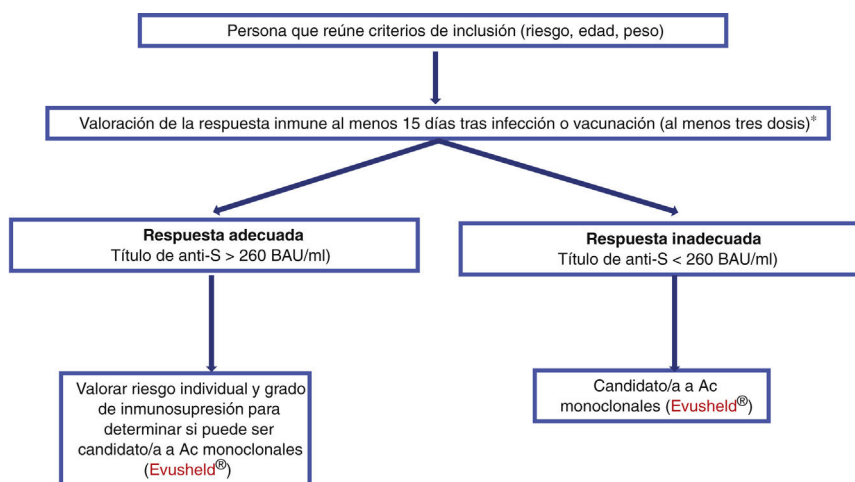 Persona que reúne criterios de inclusión (riesgo, edad, peso)
Valoración de la respuesta inmune al menos 15 días tras infección o vacunación (al menos tres dosis)*
Respuesta adecuada
Título de anti-S > 260 BAU/ml)
Respuesta inadecuada
Título de anti-S < 260 BAU/ml)
Valorar riesgo individual y grado
de inmunosupresión para
determinar si puede ser
candidato/a a Ac monoclonales
(Evusheld®)
Candidato/a a Ac
monoclonales (Evusheld®)